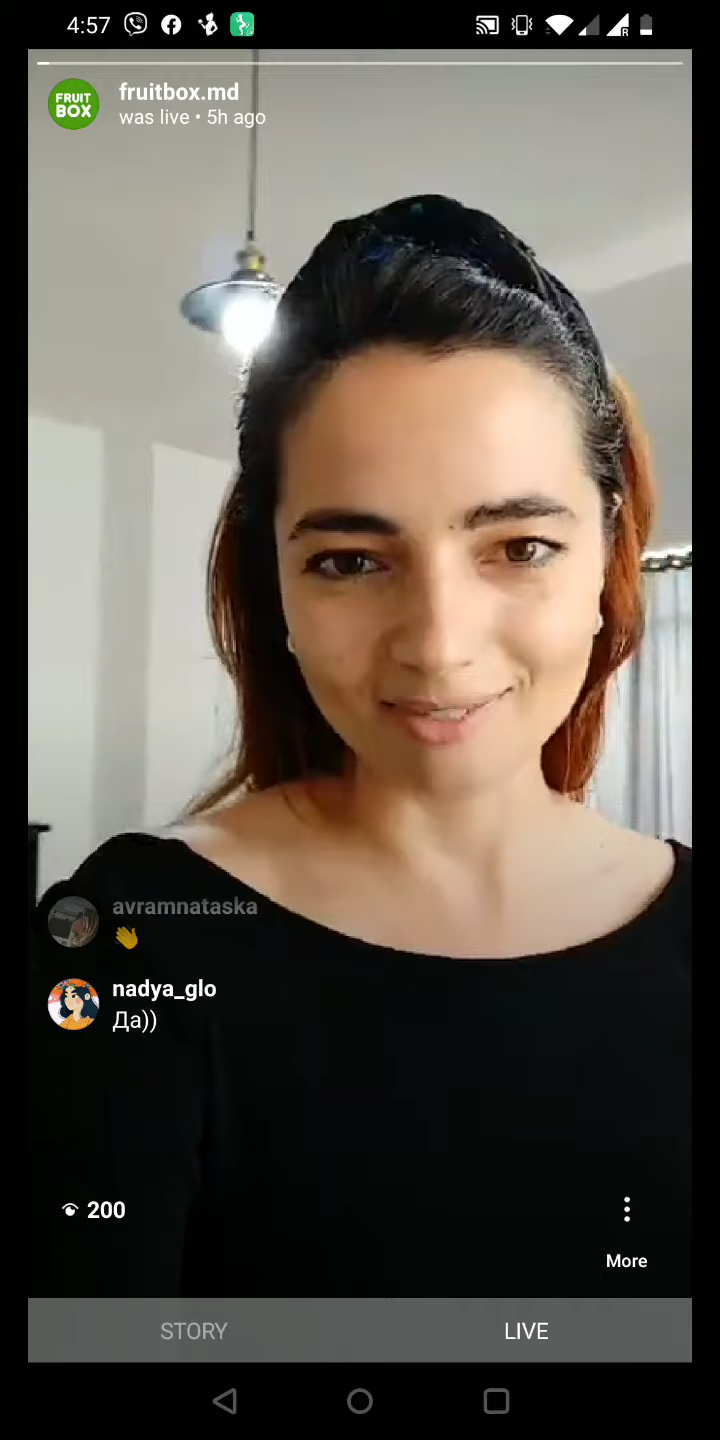 4:57
R
FRUIT
BOX
fruitbox.md
was live • 5h ago
avramnataska
👋
nadya_glo
Да))
200
More
STORY
LIVE